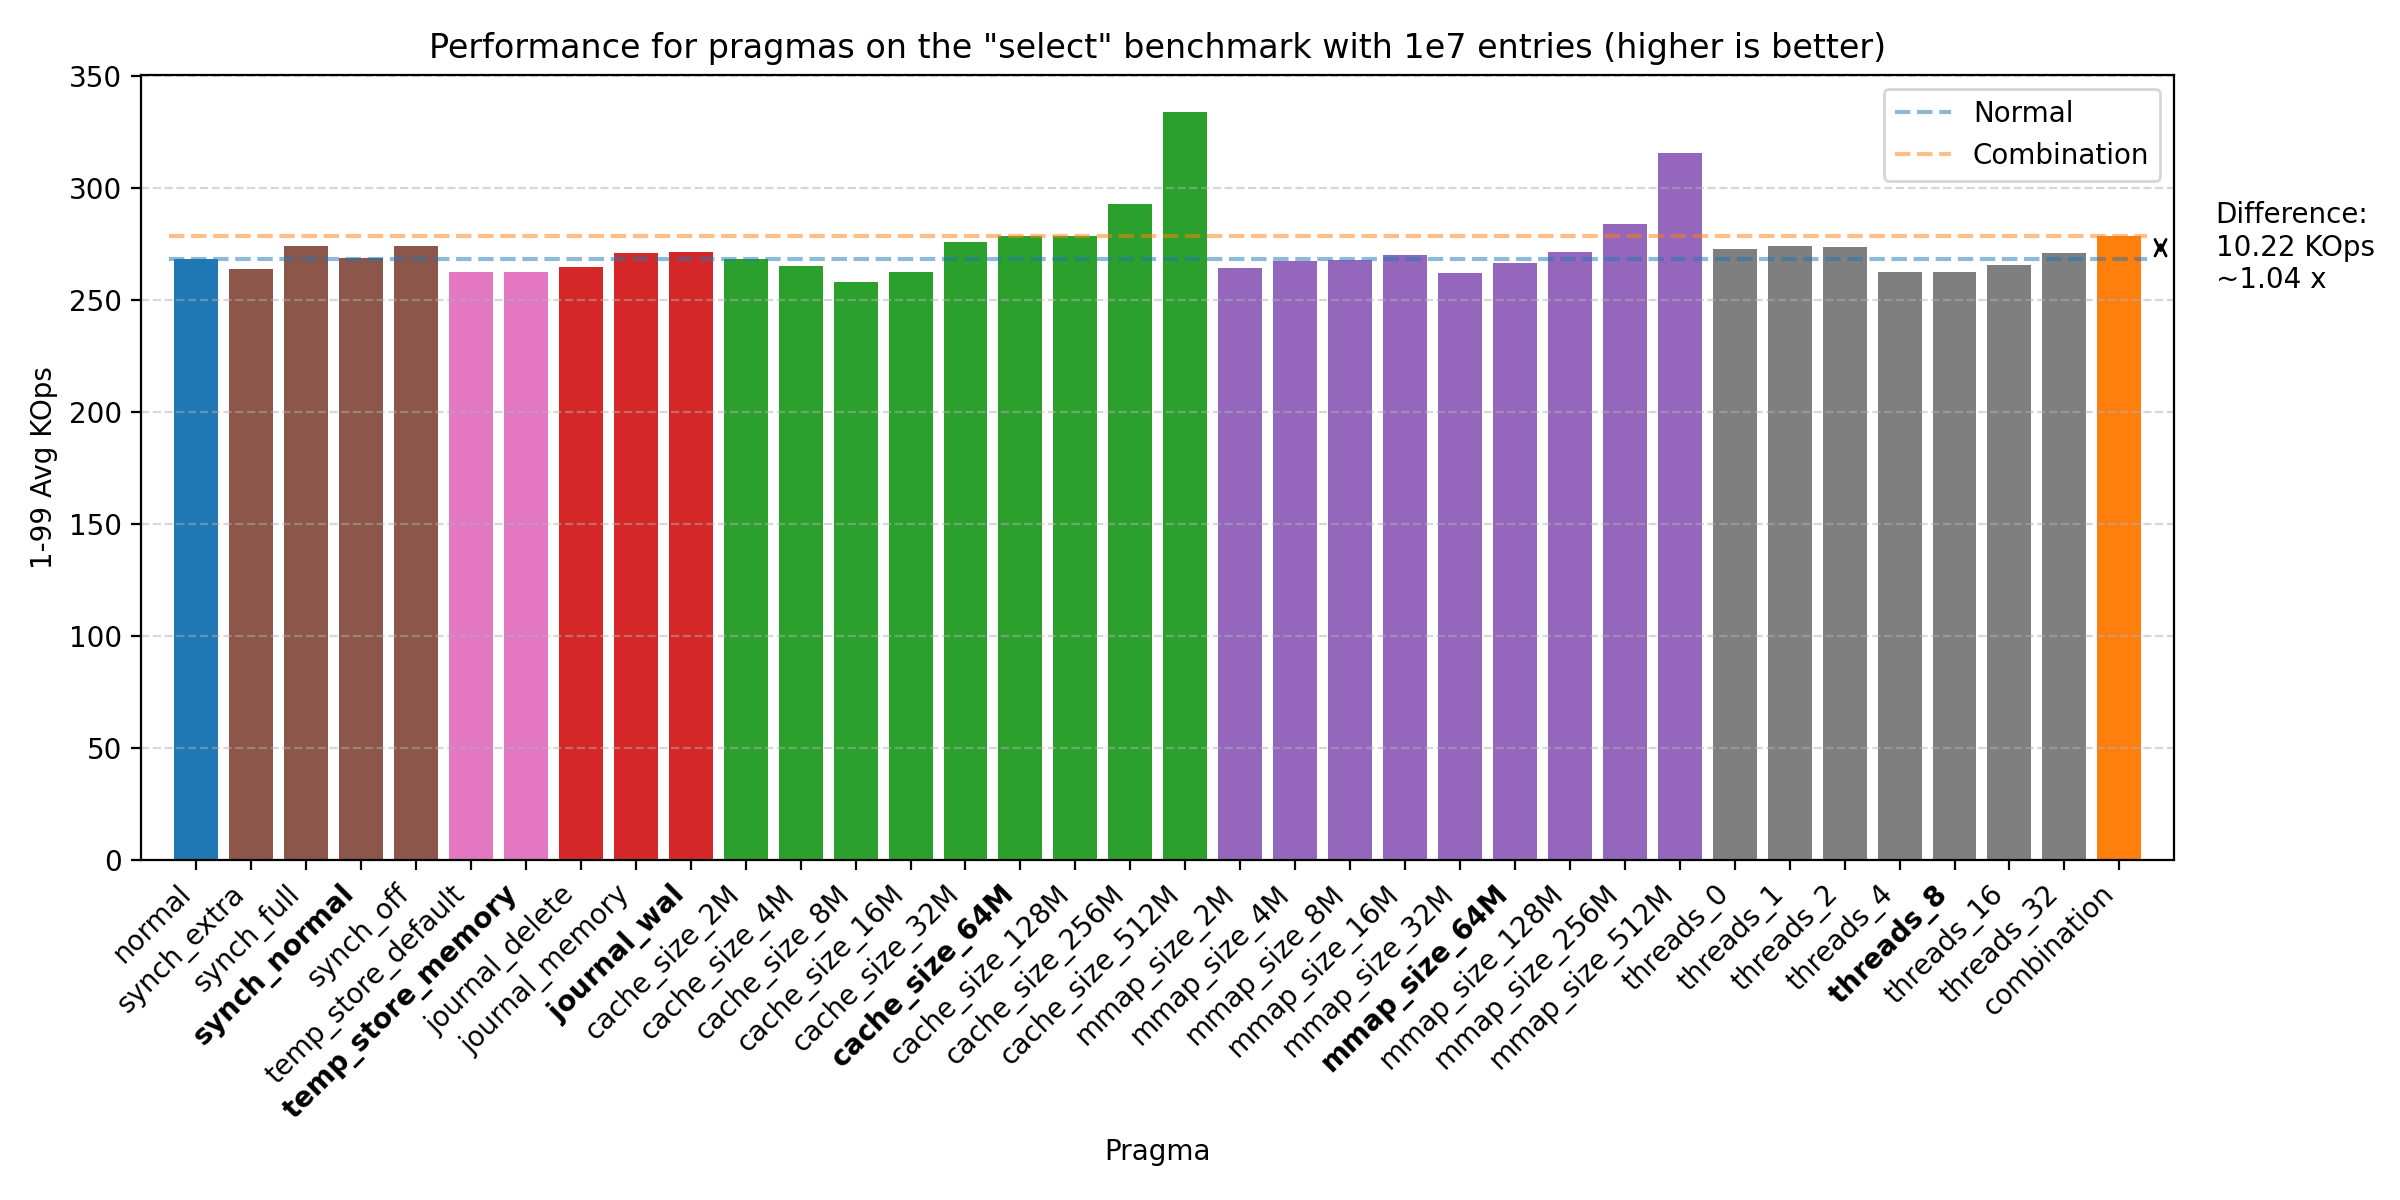 Performance for pragmas on the "select" benchmark with 1e7 entries (higher is better)
350
300
250
200
150
100
50
0
1-99 Avg KOps
Normal
Combination
Difference:
10.22 KOps
~1.04 x
normal
synch_extra
synch_full
synch_normal
synch_off
temp_store_default
temp_store_memory
journal_delete
journal_memory
journal_wal
cache_size_2M
cache_size_4M
cache_size_8M
cache_size_16M
cache_size_32M
cache_size_64M
cache_size_128M
cache_size_256M
cache_size_512M
mmap_size_2M
mmap_size_4M
mmap_size_8M
mmap_size_16M
mmap_size_32M
mmap_size_64M
mmap_size_128M
mmap_size_256M
mmap_size_512M
threads_0
threads_1
threads_2
threads_4
threads_8
threads_16
threads_32
combination
Pragma